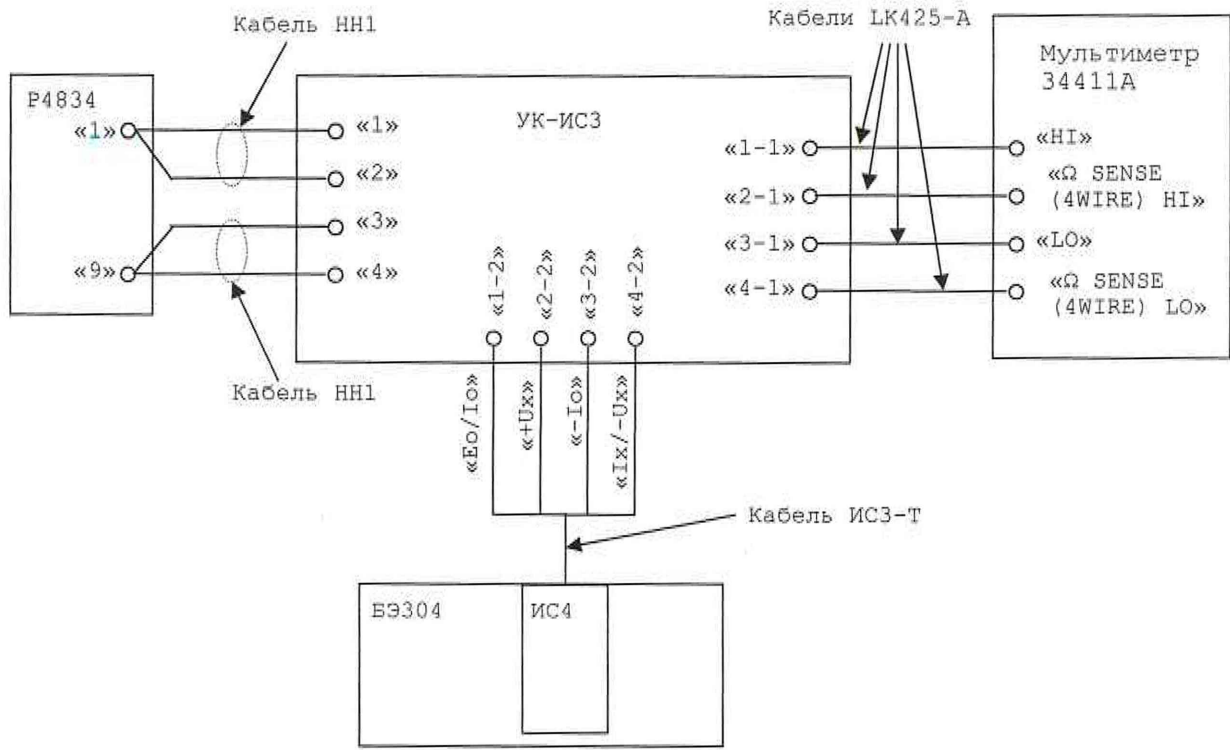 Кабель НН1
Кабели LK425-A
Мультиметр
34411А
Р4834
УК-ИС3
«1»
«9»
«1»
«2»
«3»
«4»
«1-1»
«2-1»
«3-1»
«4-1»
«HI»
«Ω SENSE
(4WIRE) HI»
«LO»
«Ω SENSE
(4WIRE) LO»
«1-2»
«2-2»
«3-2»
«4-2»
Кабель НН1
«Eo/Io»
«+Ux»
«-Io»
«Ix/-Ux»
Кабель ИС3-Т
БЭ304
ИС4